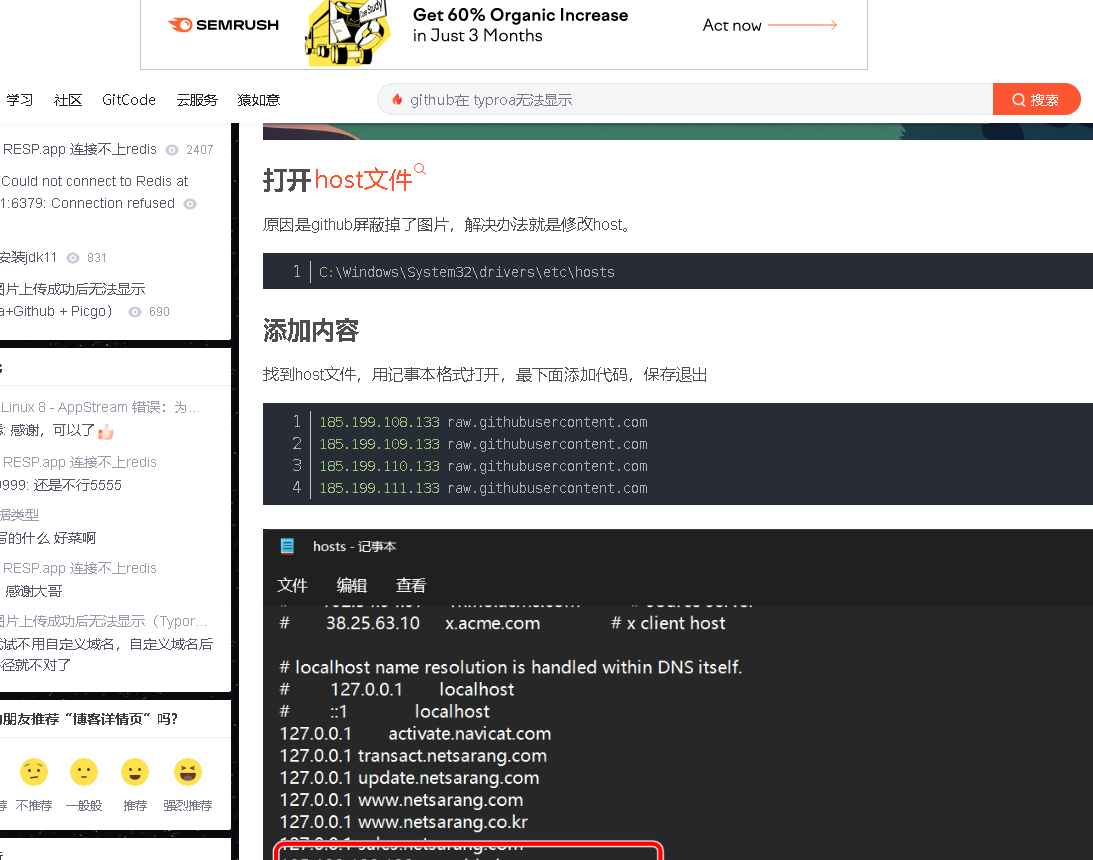 SEMRUSH
Case Study
Get 60% Organic Increase
in Just 3 Months
Act now
学习 社区 GitCode 云服务 猿如意
github在 typroa无法显示
搜索
RESP.app 连接不上redis 2407
Could not connect to Redis at
1:6379: Connection refused
安装jdk11 831
图片上传成功后无法显示
a+Github + Picgo） 690
Linux 8 - AppStream 错误：为...
感谢，可以了
RESP.app 连接不上redis
9999: 还是不行5555
据类型
写的什么 好菜啊
RESP.app 连接不上redis
感谢大哥
图片上传成功后无法显示（Typor...
试试不用自定义域名，自定义域名后
径就不对了
朋友推荐“博客详情页”吗？
荐 不推荐 一般般 推荐 强烈推荐
打开host文件
原因是github屏蔽掉了图片，解决办法就是修改host。
1 C:\Windows\System32\drivers\etc\hosts
添加内容
找到host文件，用记事本格式打开，最下面添加代码，保存退出
1 185.199.108.133 raw.githubusercontent.com
2 185.199.109.133 raw.githubusercontent.com
3 185.199.110.133 raw.githubusercontent.com
4 185.199.111.133 raw.githubusercontent.com
hosts - 记事本
文件 编辑 查看
# 38.25.63.10 x.acme.com # x client host
# localhost name resolution is handled within DNS itself.
# 127.0.0.1 localhost
# ::1 localhost
127.0.0.1 activate.navicat.com
127.0.0.1 transact.netsarang.com
127.0.0.1 update.netsarang.com
127.0.0.1 www.netsarang.com
127.0.0.1 www.netsarang.co.kr
127.0.0.1 sales.netsarang.com